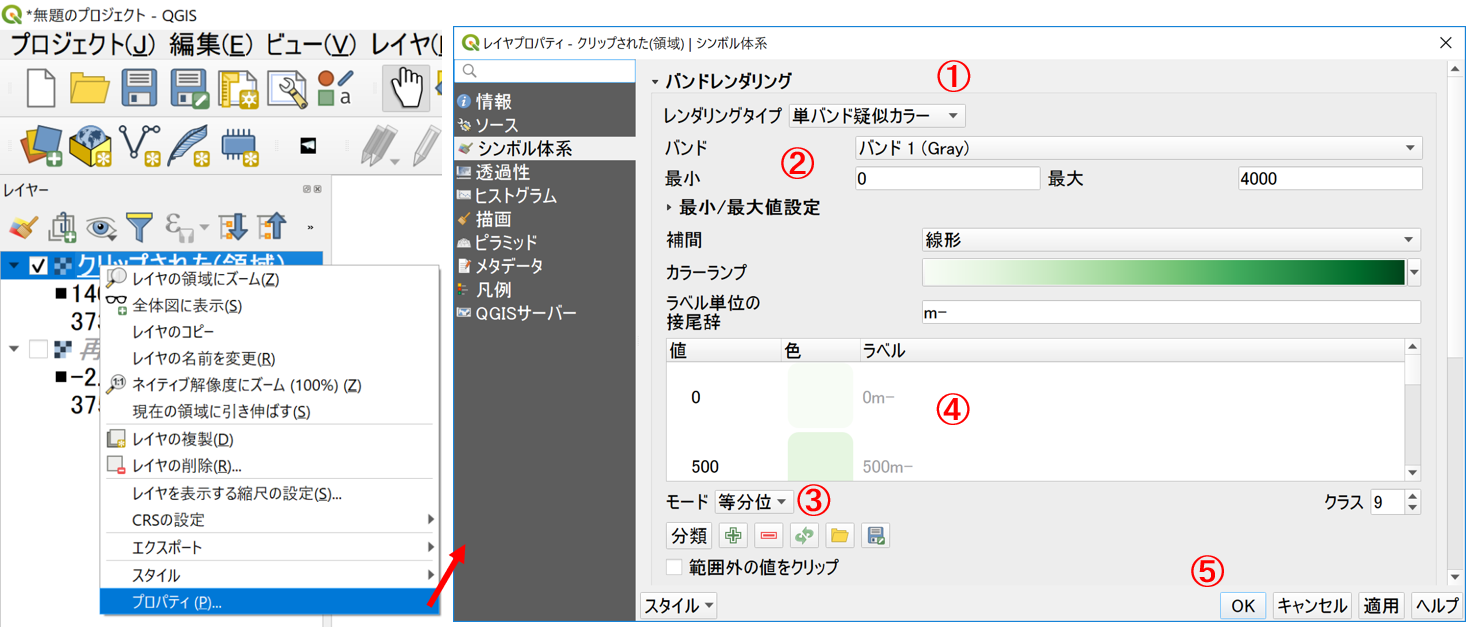 *無題のプロジェクト - QGIS
プロジェクト(J) 編集(E) ビュー(V) レイヤ(
a
レイヤー
クリップされた(領域)
レイヤの領域にズーム(Z)
全体図に表示(S)
レイヤのコピー
レイヤの名前を変更(R)
1:1 ネイティブ解像度にズーム (100%) (Z)
現在の領域に引き伸ばす(S)
レイヤの複製(D)
レイヤの削除(R)...
レイヤを表示する縮尺の設定(S)...
CRSの設定
エクスポート
スタイル
プロパティ(P)...
140
373
再
-2.
375
レイヤプロパティ - クリップされた(領域) | シンボル体系
情報
ソース
シンボル体系
透過性
ヒストグラム
描画
ピラミッド
メタデータ
凡例
QGISサーバー
バンドレンダリング ①
レンダリングタイプ 単バンド疑似カラー
バンド ② バンド 1 (Gray)
最小 0 最大 4000
最小/最大値設定
補間 線形
カラーランプ
ラベル単位の
接尾辞 m-
値 色 ラベル
0 0m- ④
500 500m-
モード 等分位 ③ クラス 9
分類
範囲外の値をクリップ
⑤
スタイル OK キャンセル 適用 ヘルプ